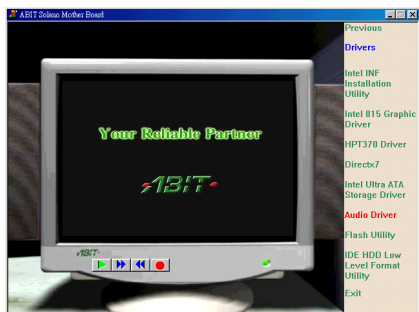 ABIT Solano Mother Board
Your Reliable Partner
ABIT
ABIT
Previous
Drivers
Intel INF
Installation
Utility
Intel 815 Graphic
Driver
HPT370 Driver
Directx7
Intel Ultra ATA
Storage Driver
Audio Driver
Flash Utility
IDE HDD Low
Level Format
Utility
Exit